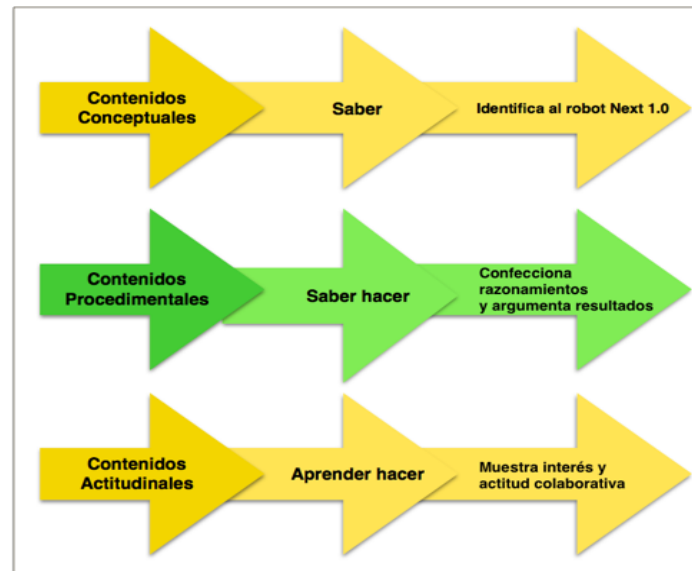 Contenidos
Conceptuales
Saber
Identifica al robot Next 1.0
Contenidos
Procedimentales
Saber hacer
Confecciona
razonamientos
y argumenta resultados
Contenidos
Actitudinales
Aprender hacer
Muestra interés y
actitud colaborativa